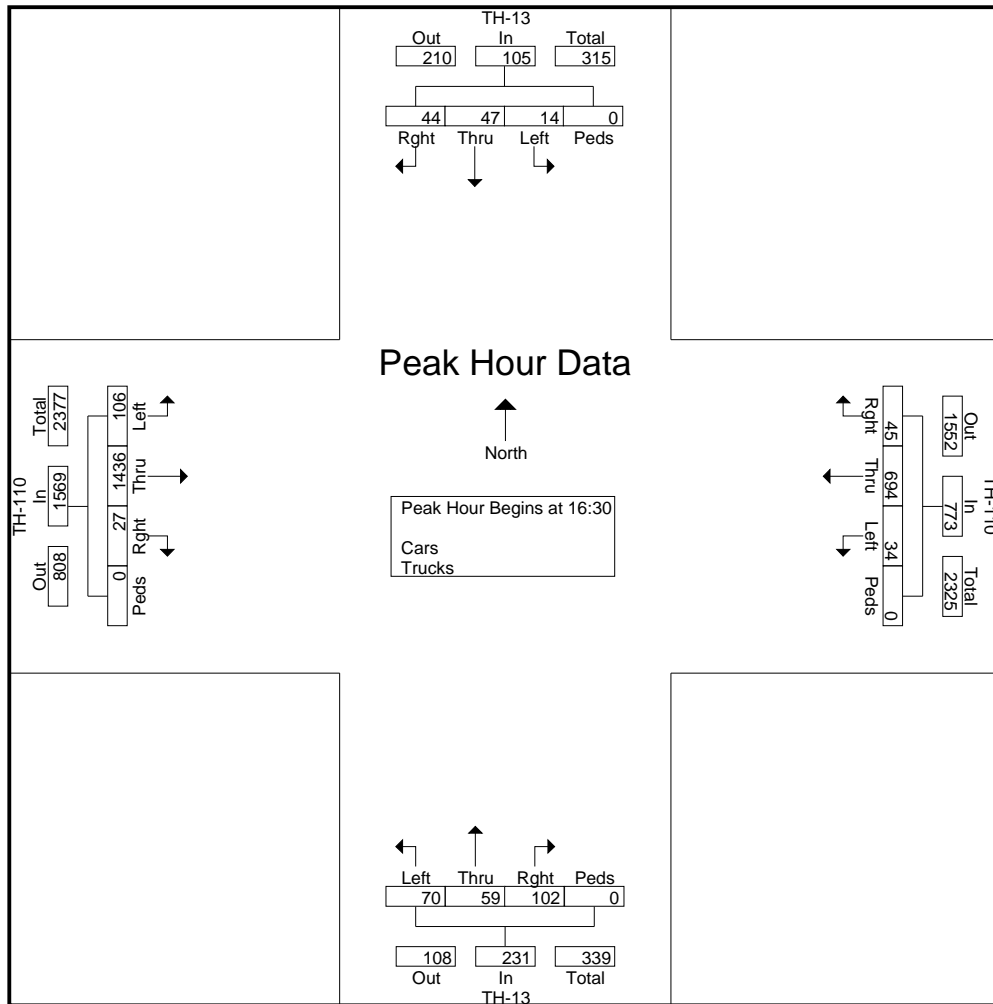 TH-13
Out In Total
210 105 315
44 47 14 0
Rght Thru Left Peds
Peak Hour Data
North
Peak Hour Begins at 16:30
Cars
Trucks
TH-110
Total In Out
2377 1569 808
106 1436 27 0
Left Thru Rght Peds
TH-110
Out In Total
1552 773 2325
45 694 34 0
Rght Thru Left Peds
Left Thru Rght Peds
70 59 102 0
108 231 339
Out In Total
TH-13